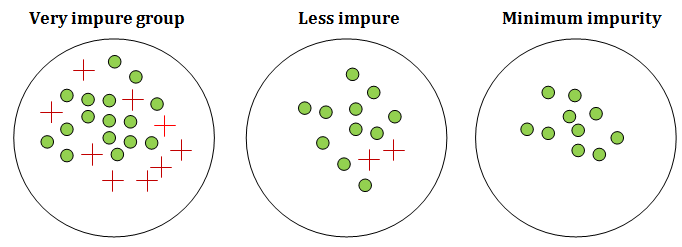 Very impure group
Less impure
Minimum impurity